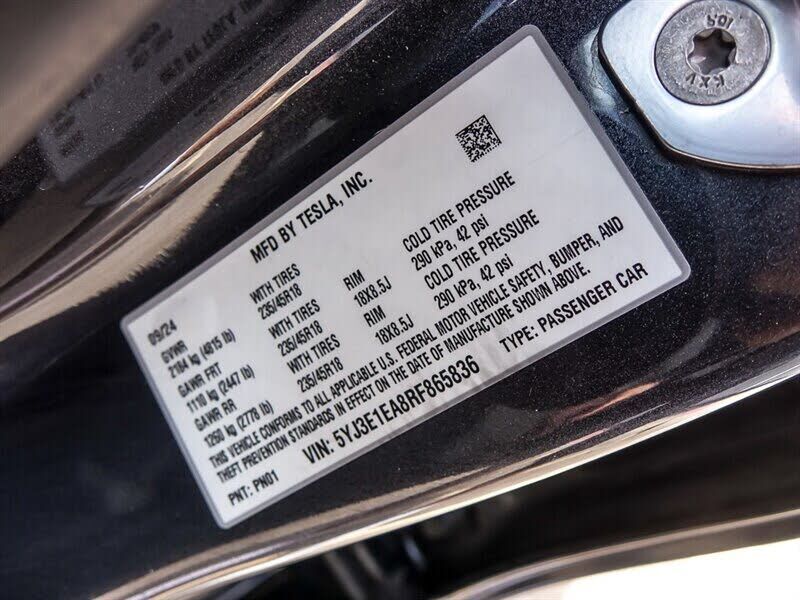 MFD BY TESLA, INC.
09/24
GVWR
2184 kg (4815 lb)
WITH TIRES
235/45R18
RIM
18X8.5J
COLD TIRE PRESSURE
290 kPa, 42 psi
GAWR FRT
1110 kg (2447 lb)
WITH TIRES
235/45R18
RIM
18X8.5J
COLD TIRE PRESSURE
290 kPa, 42 psi
GAWR RR
1260 kg (2778 lb)
WITH TIRES
235/45R18
THIS VEHICLE CONFORMS TO ALL APPLICABLE U.S. FEDERAL MOTOR VEHICLE SAFETY, BUMPER, AND
THEFT PREVENTION STANDARDS IN EFFECT ON THE DATE OF MANUFACTURE SHOWN ABOVE.
VIN: 5YJ3E1EA8RF865836
TYPE: PASSENGER CAR
PNT: PN01
10.9
KXV